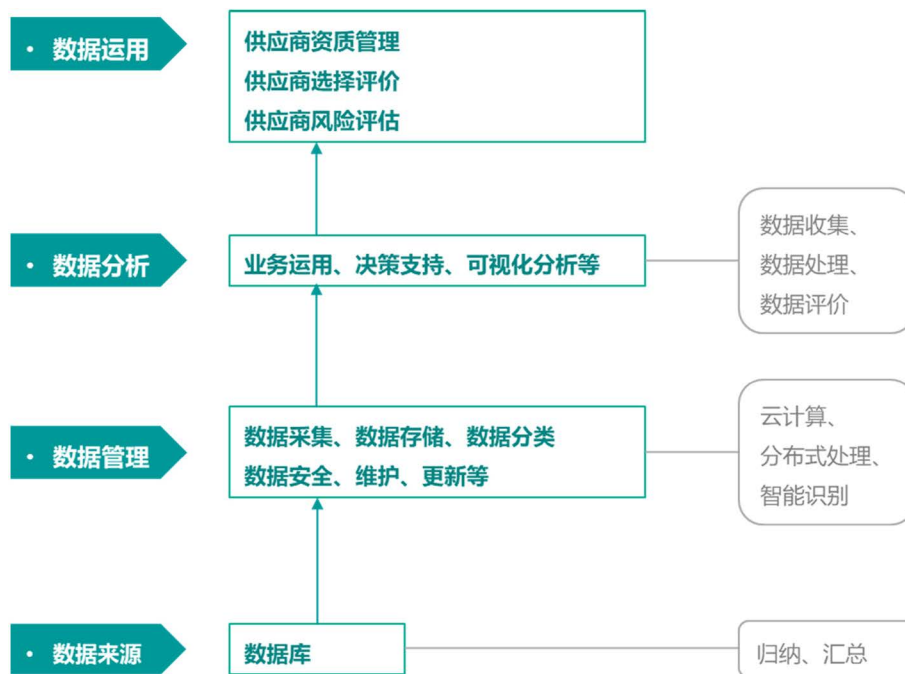 • 数据运用
供应商资质管理
供应商选择评价
供应商风险评估
• 数据分析
业务运用、决策支持、可视化分析等
数据收集、
数据处理、
数据评价
• 数据管理
数据采集、数据存储、数据分类
数据安全、维护、更新等
云计算、
分布式处理、
智能识别
• 数据来源
数据库
归纳、汇总